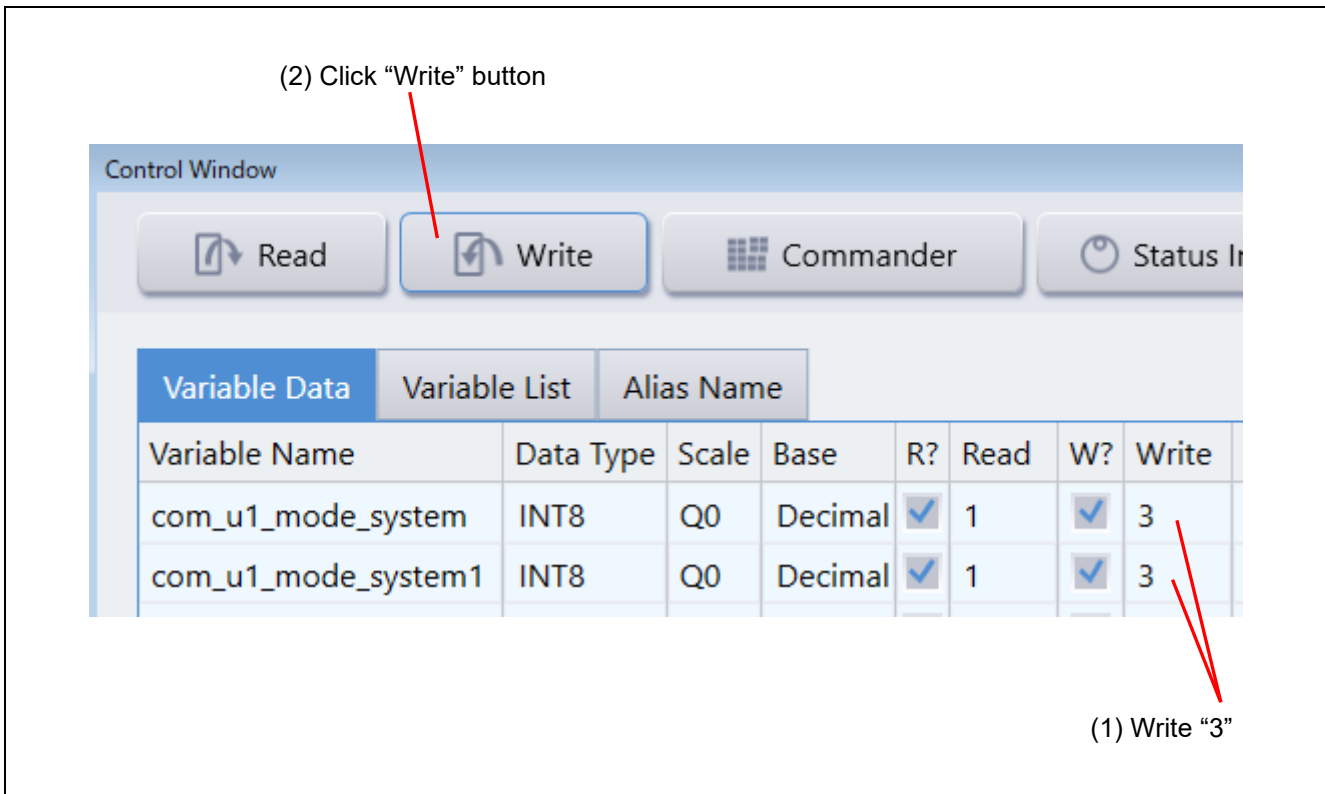 (2) Click “Write” button
Control Window
Read Write Commander Status I
Variable Data Variable List Alias Name
Variable Name Data Type Scale Base R? Read W? Write
com_u1_mode_system INT8 Q0 Decimal 1 3
com_u1_mode_system1 INT8 Q0 Decimal 1 3
(1) Write “3”